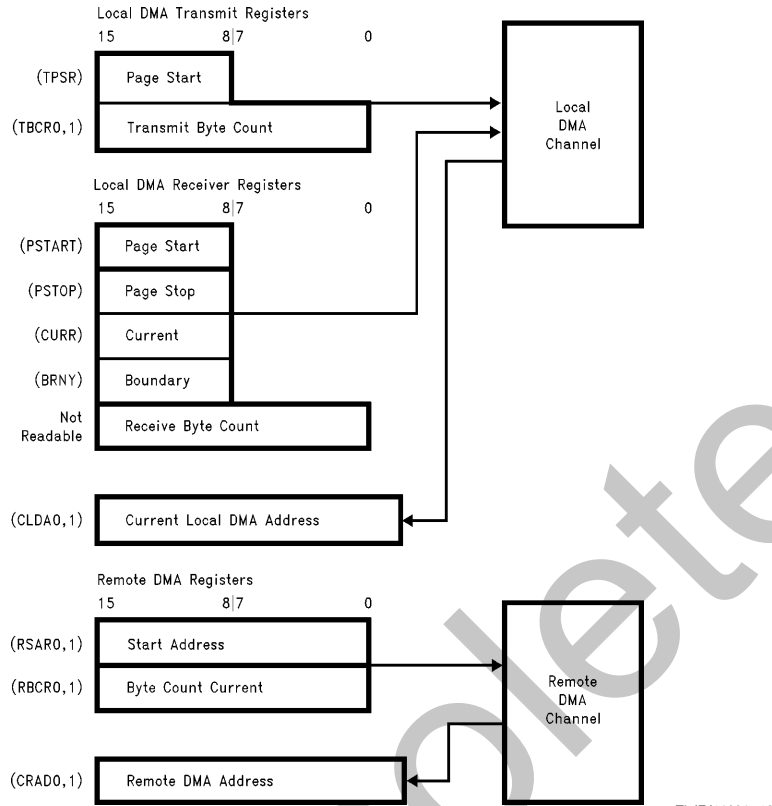 Local DMA Transmit Registers
15 8|7 0
(TPSR) Page Start
(TBCR0,1) Transmit Byte Count
Local DMA Channel
Local DMA Receiver Registers
15 8|7 0
(PSTART) Page Start
(PSTOP) Page Stop
(CURR) Current
(BRNY) Boundary
Not Readable Receive Byte Count
(CLDA0,1) Current Local DMA Address
Remote DMA Registers
15 8|7 0
(RSAR0,1) Start Address
(RBCR0,1) Byte Count Current
Remote DMA Channel
(CRAD0,1) Remote DMA Address
plete